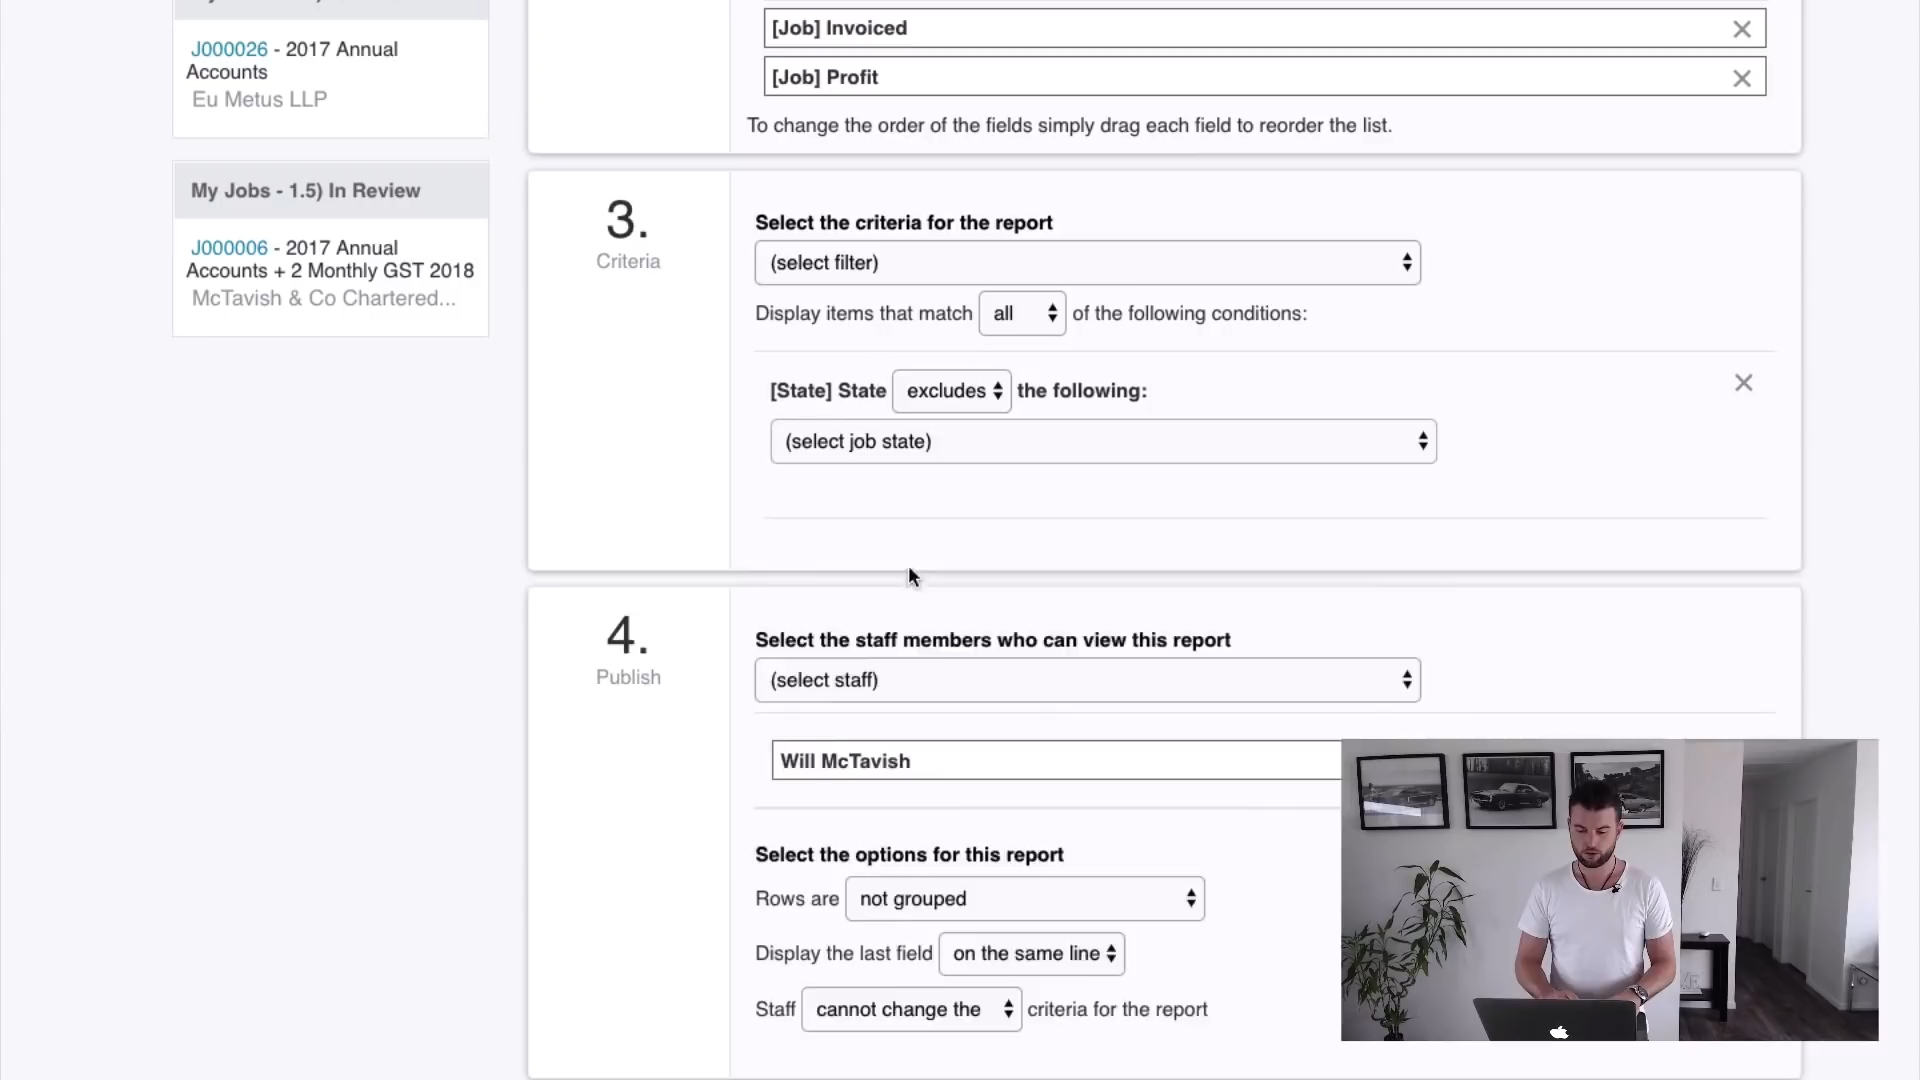 J000026 - 2017 Annual
Accounts
Eu Metus LLP
My Jobs - 1.5) In Review
J000006 - 2017 Annual
Accounts + 2 Monthly GST 2018
McTavish & Co Chartered...
[Job] Invoiced
[Job] Profit
To change the order of the fields simply drag each field to reorder the list.
3.
Criteria
Select the criteria for the report
(select filter)
Display items that match all of the following conditions:
[State] State excludes the following:
(select job state)
4.
Publish
Select the staff members who can view this report
(select staff)
Will McTavish
Select the options for this report
Rows are not grouped
Display the last field on the same line
Staff cannot change the criteria for the report